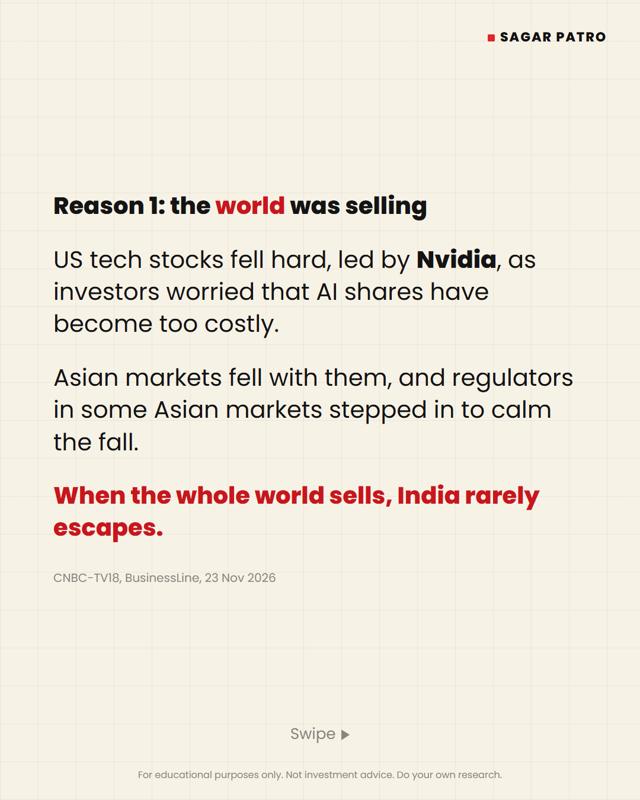 SAGAR PATRO
Reason 1: the world was selling
US tech stocks fell hard, led by Nvidia, as
investors worried that AI shares have
become too costly.
Asian markets fell with them, and regulators
in some Asian markets stepped in to calm
the fall.
When the whole world sells, India rarely
escapes.
CNBC-TV18, BusinessLine, 23 Nov 2026
Swipe
For educational purposes only. Not investment advice. Do your own research.